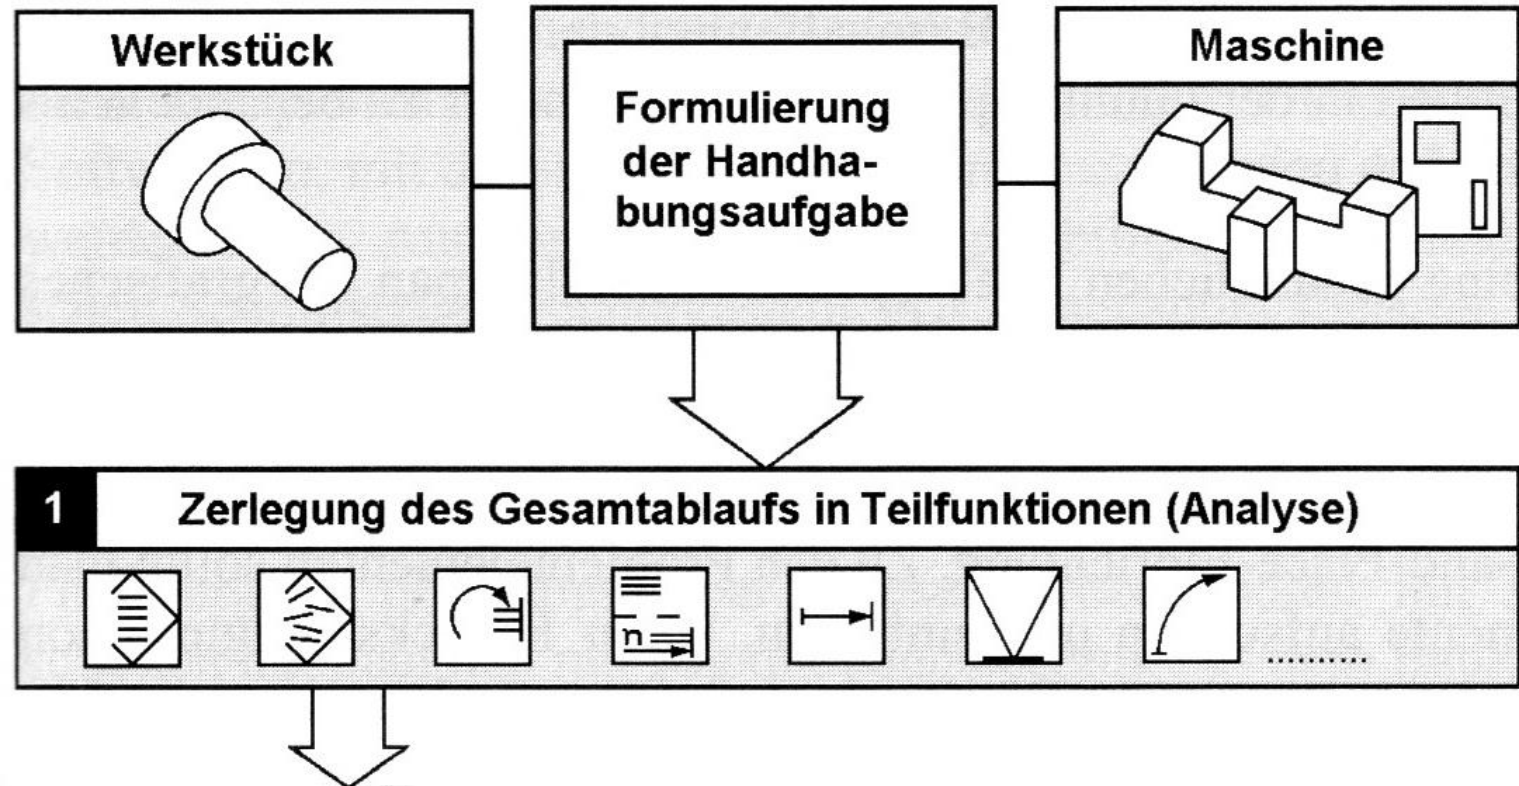 Werkstück
Formulierung
der Handha-
bungsaufgabe
Maschine
1 Zerlegung des Gesamtablaufs in Teilfunktionen (Analyse)
n